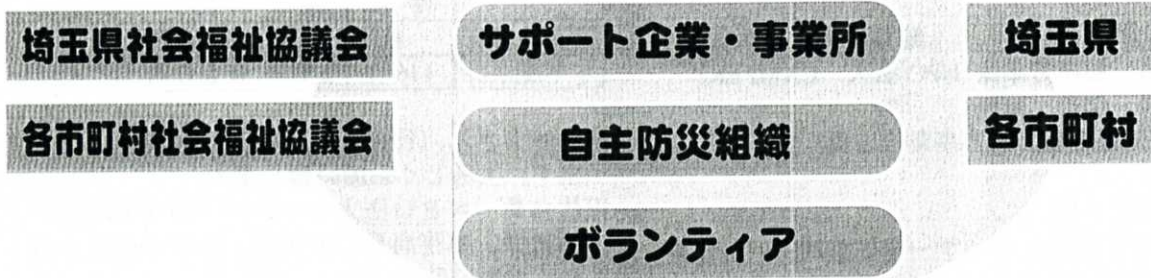 埼玉県社会福祉協議会
各市町村社会福祉協議会
サポート企業・事業所
自主防災組織
ボランティア
埼玉県
各市町村